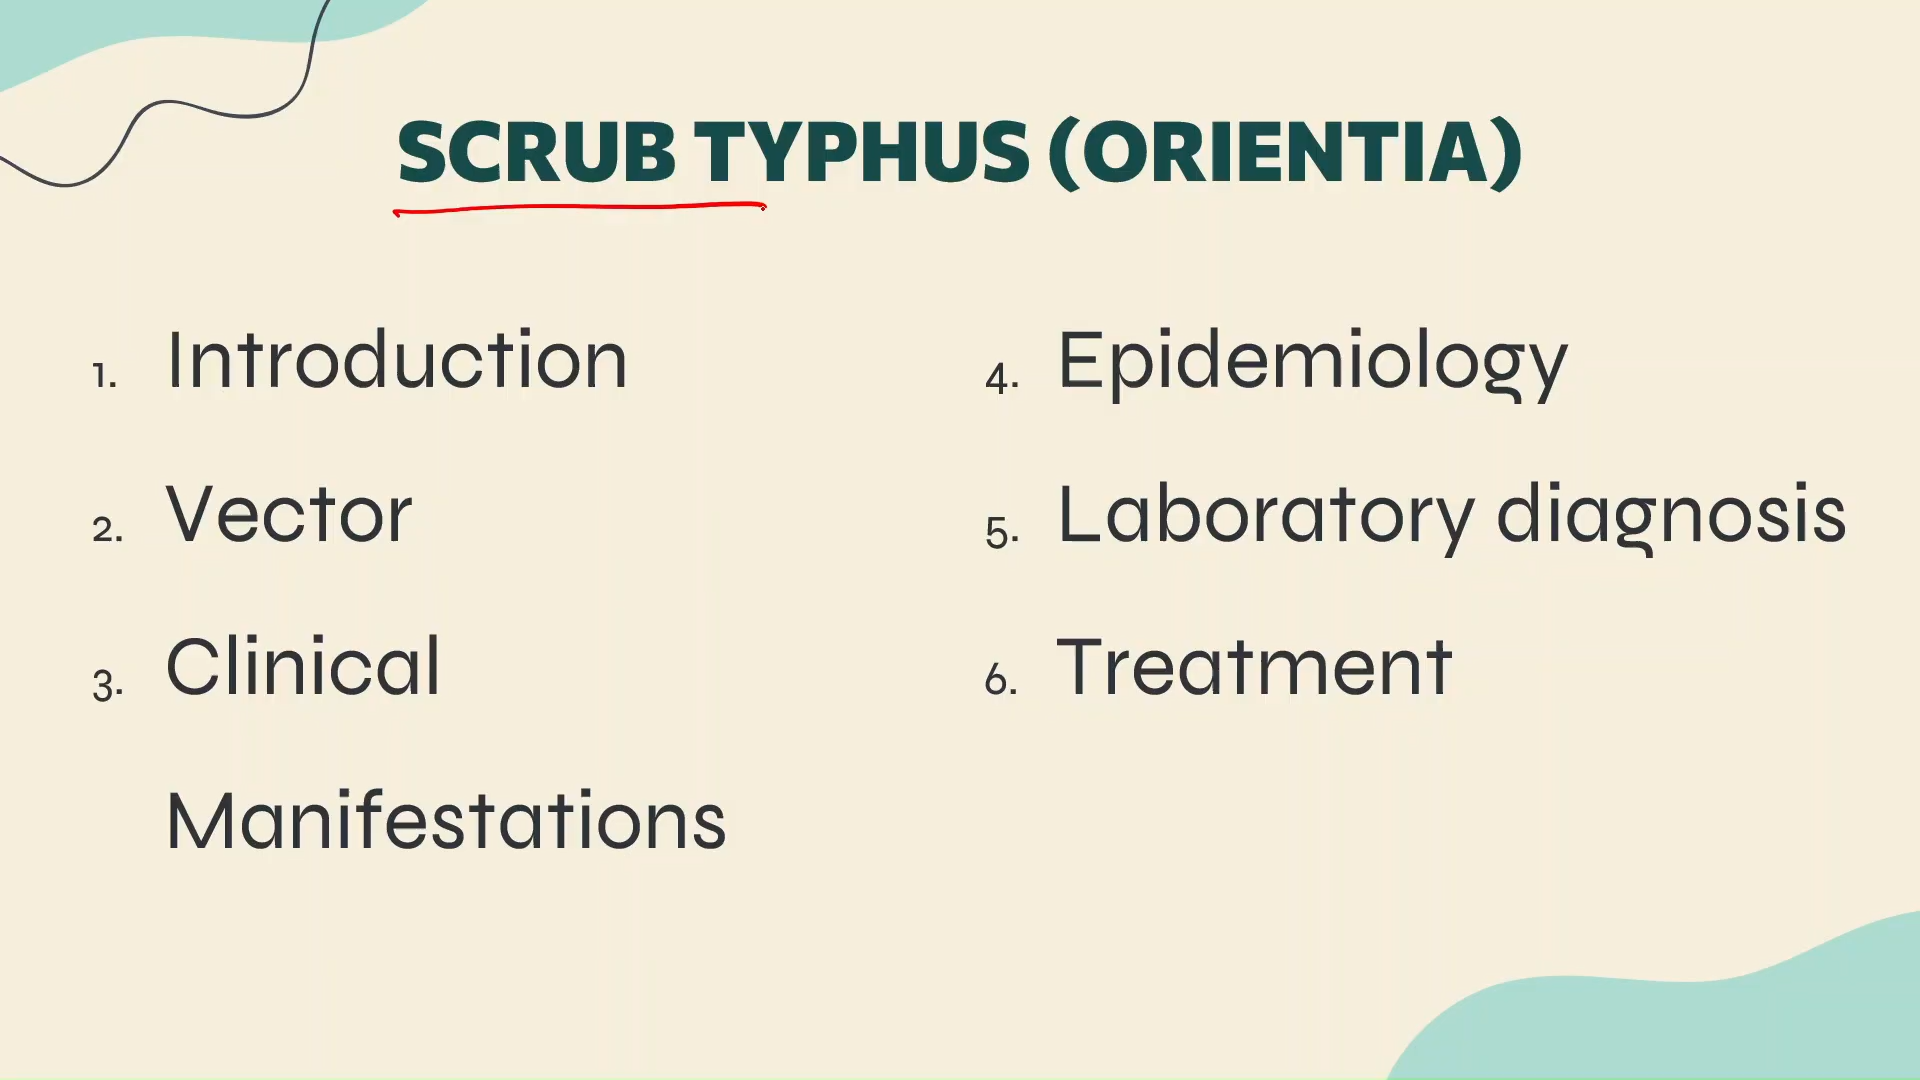 SCRUB TYPHUS (ORIENTIA)
1. Introduction
2. Vector
3. Clinical
Manifestations
4. Epidemiology
5. Laboratory diagnosis
6. Treatment